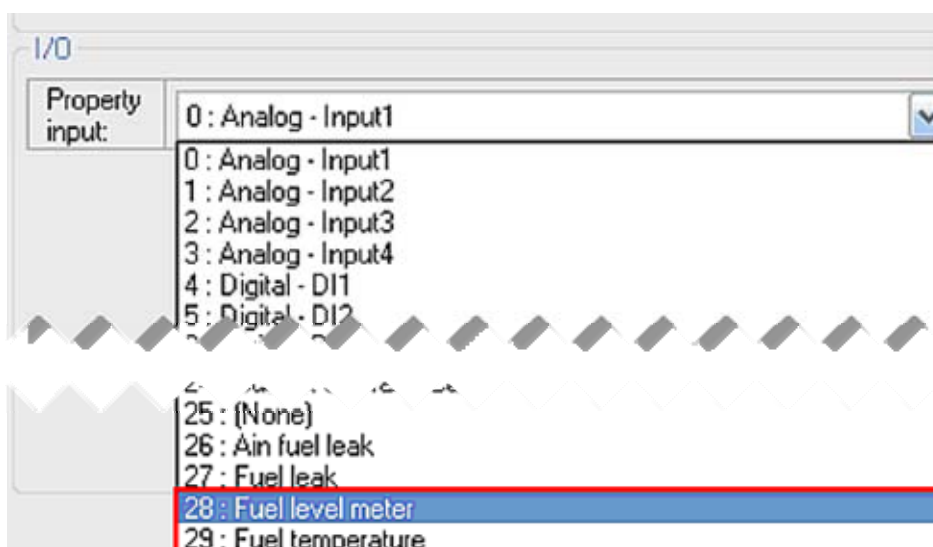 I/O
Property
input:
0 : Analog - Input1
0 : Analog - Input1
1 : Analog - Input2
2 : Analog - Input3
3 : Analog - Input4
4 : Digital - DI1
5 : Digital - DI2
25 : (None)
26 : Ain fuel leak
27 : Fuel leak
28 : Fuel level meter
29 : Fuel temperature